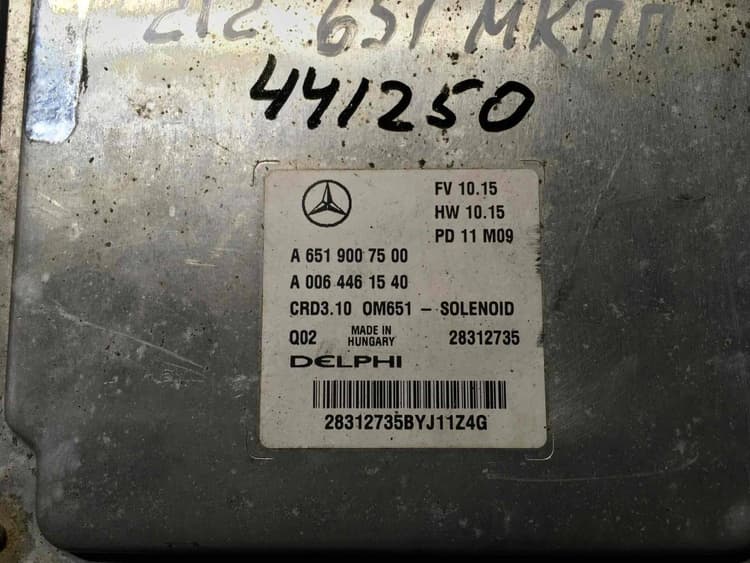 212 651 МКПП
441250
FV 10.15
HW 10.15
PD 11 M09
A 651 900 75 00
A 006 446 15 40
CRD3.10 OM651 – SOLENOID
Q02 MADE IN HUNGARY 28312735
DELPHI
28312735BYJ11Z4G